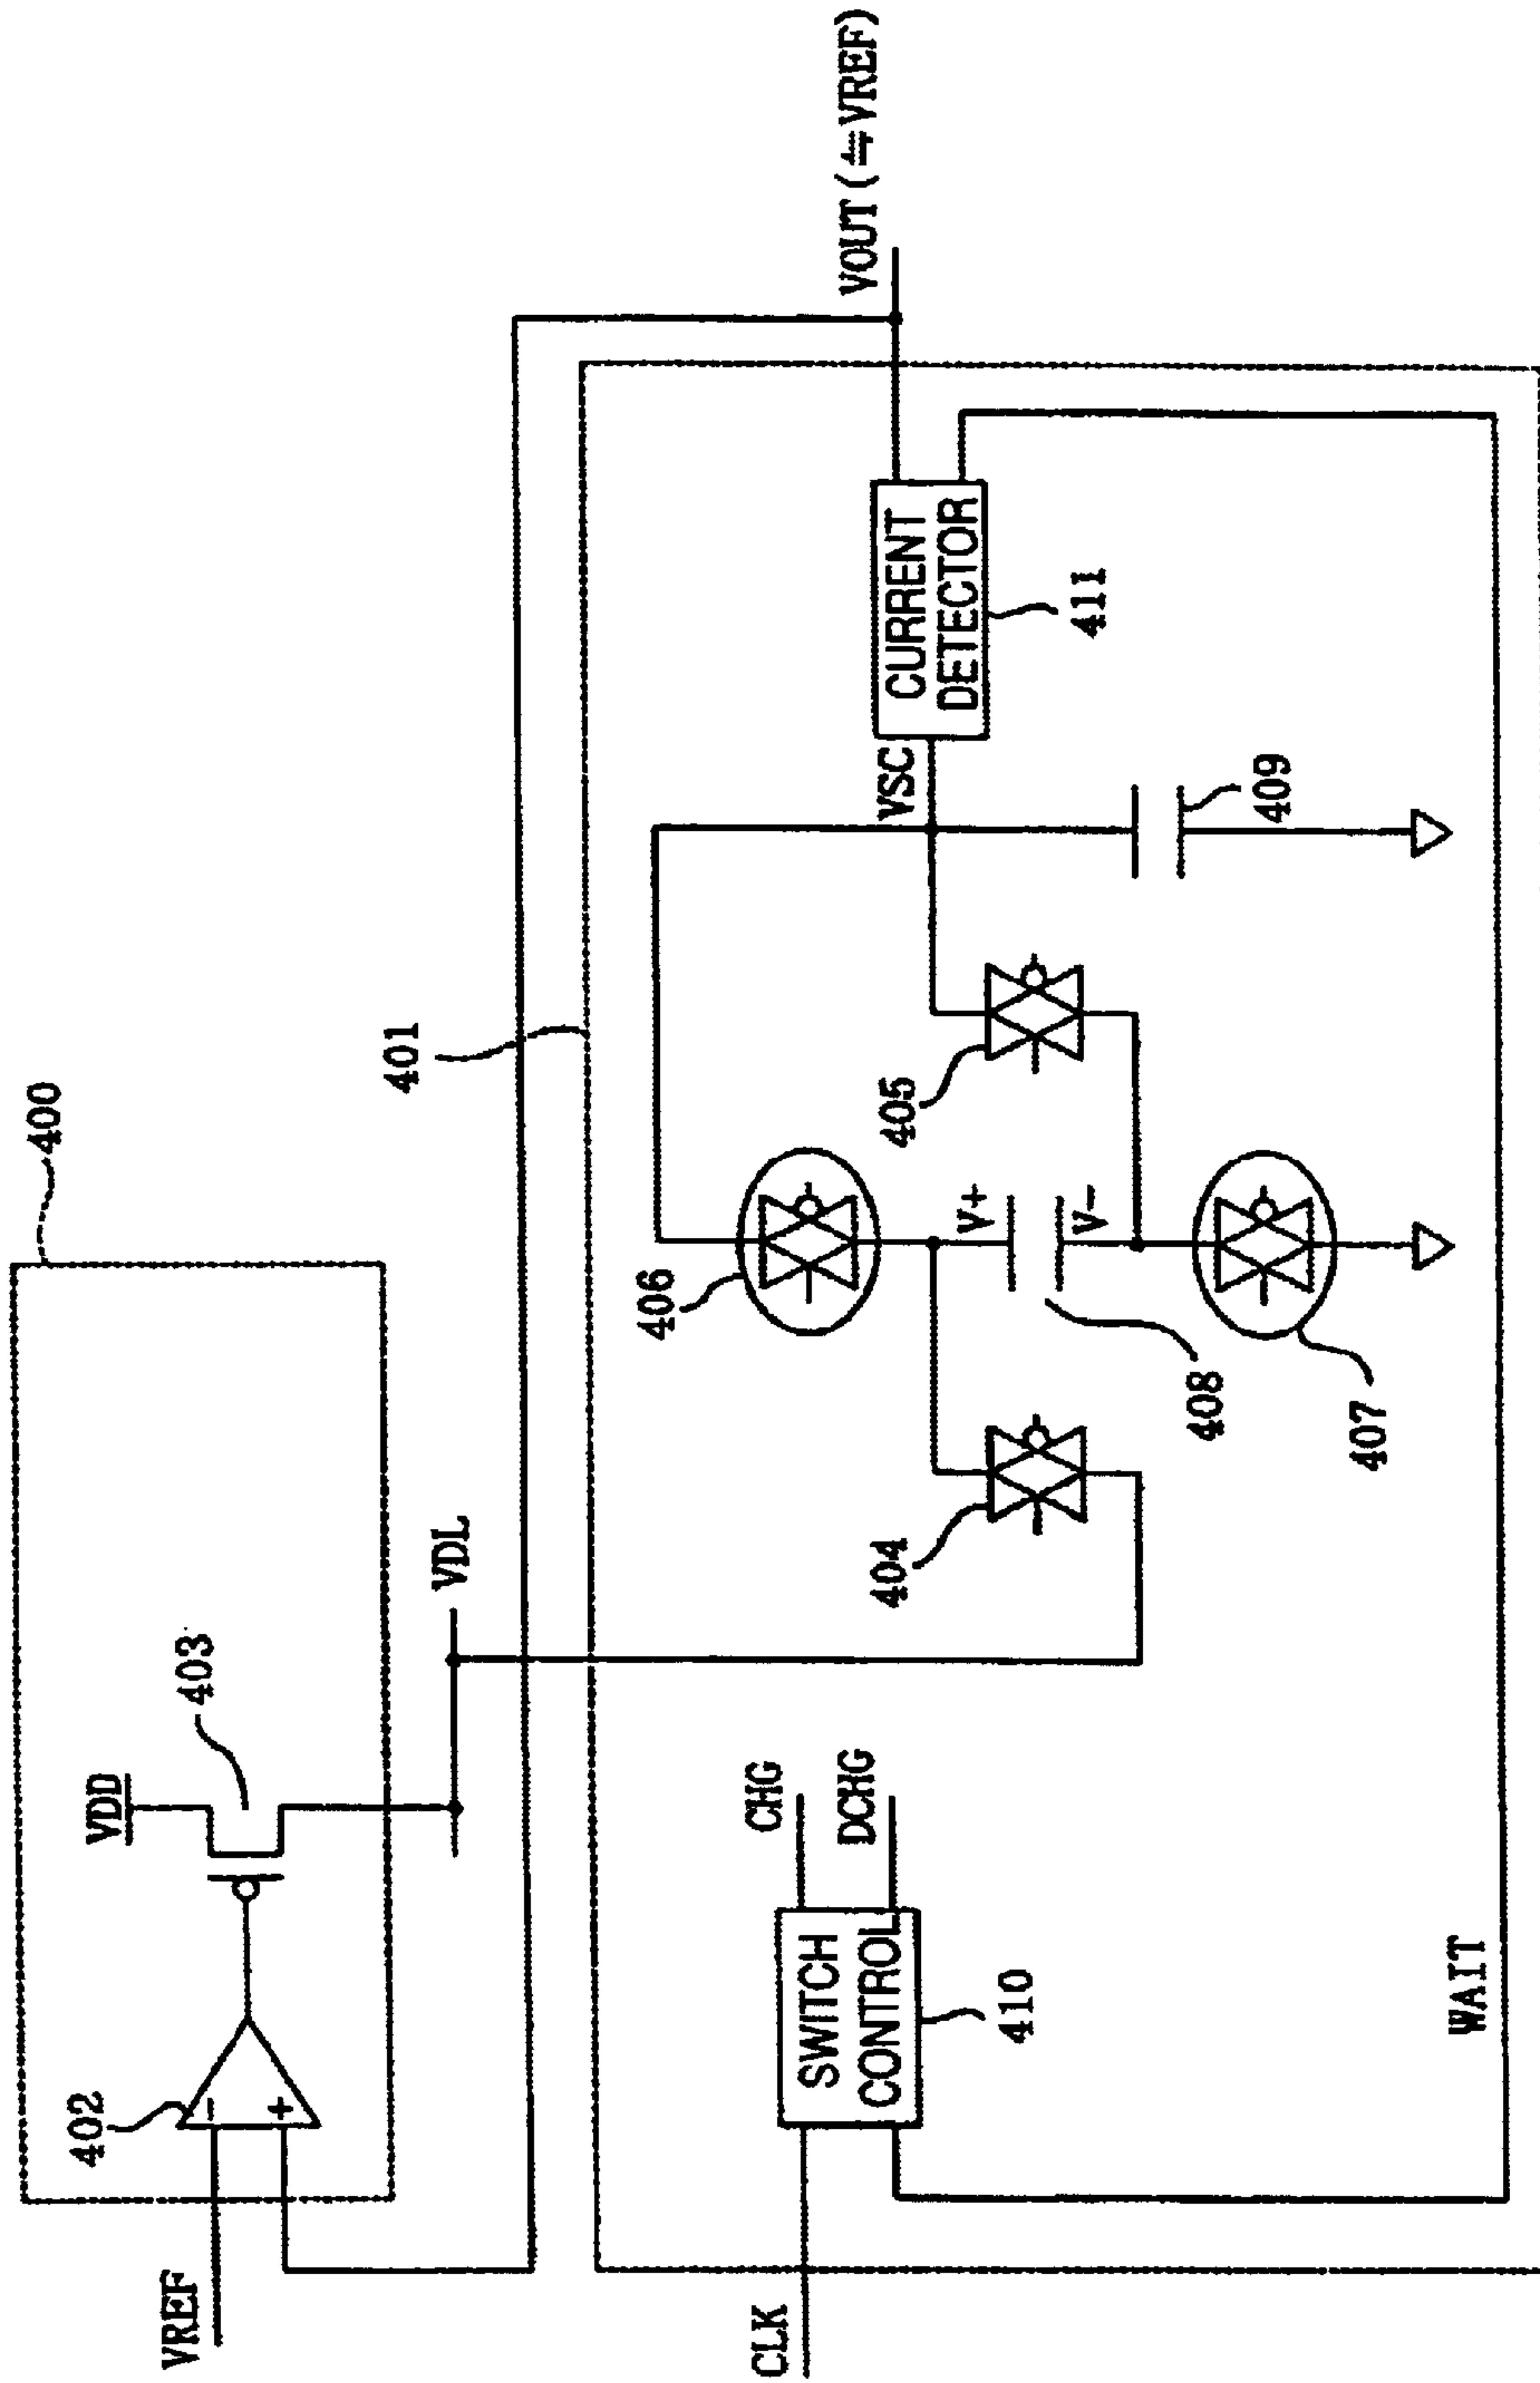 400
VDD
403
402
−
+
VREF
VDL
401
VOUT (≒VREF)
406
405
404
V+
V−
408
407
VSC
409
CURRENT
DETECTOR
411
CLK
SWITCH
CONTROL
410
CHG
DCHG
WAIT